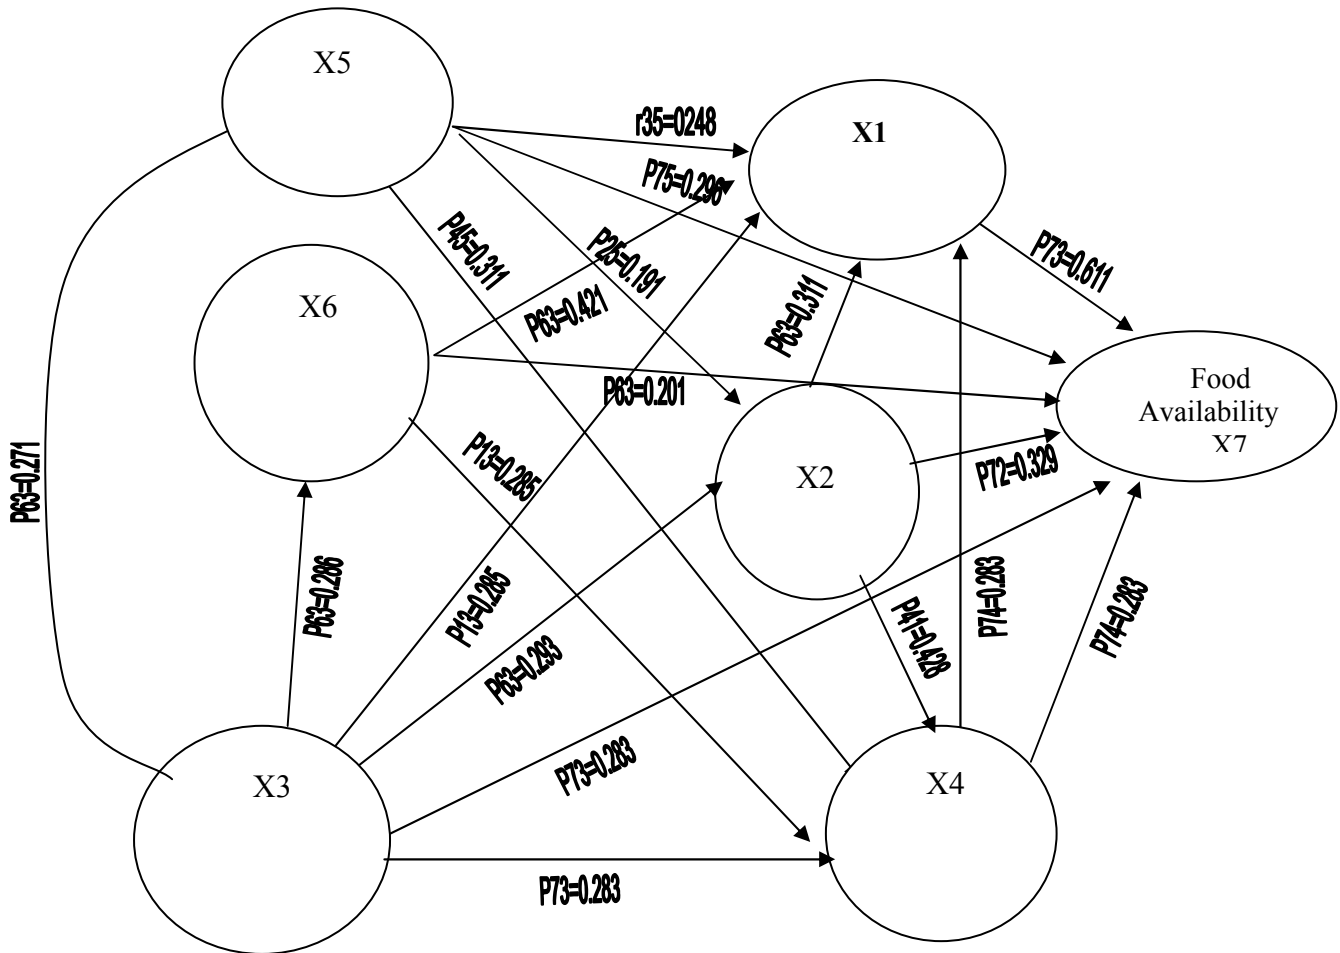 X5
X1
r35=0248
P75=0.296
P45=0.311
P25=0.191
P73=0.611
X6
P63=0.421
P63=0.311
P63=0.201
Food
Availability
X7
P63=0.271
P13=0.285
X2
P72=0.329
P63=0.286
P13=0.285
P63=0.293
P41=0.428
P74=0.283
P74=0.283
P73=0.283
X3
X4
P73=0.283